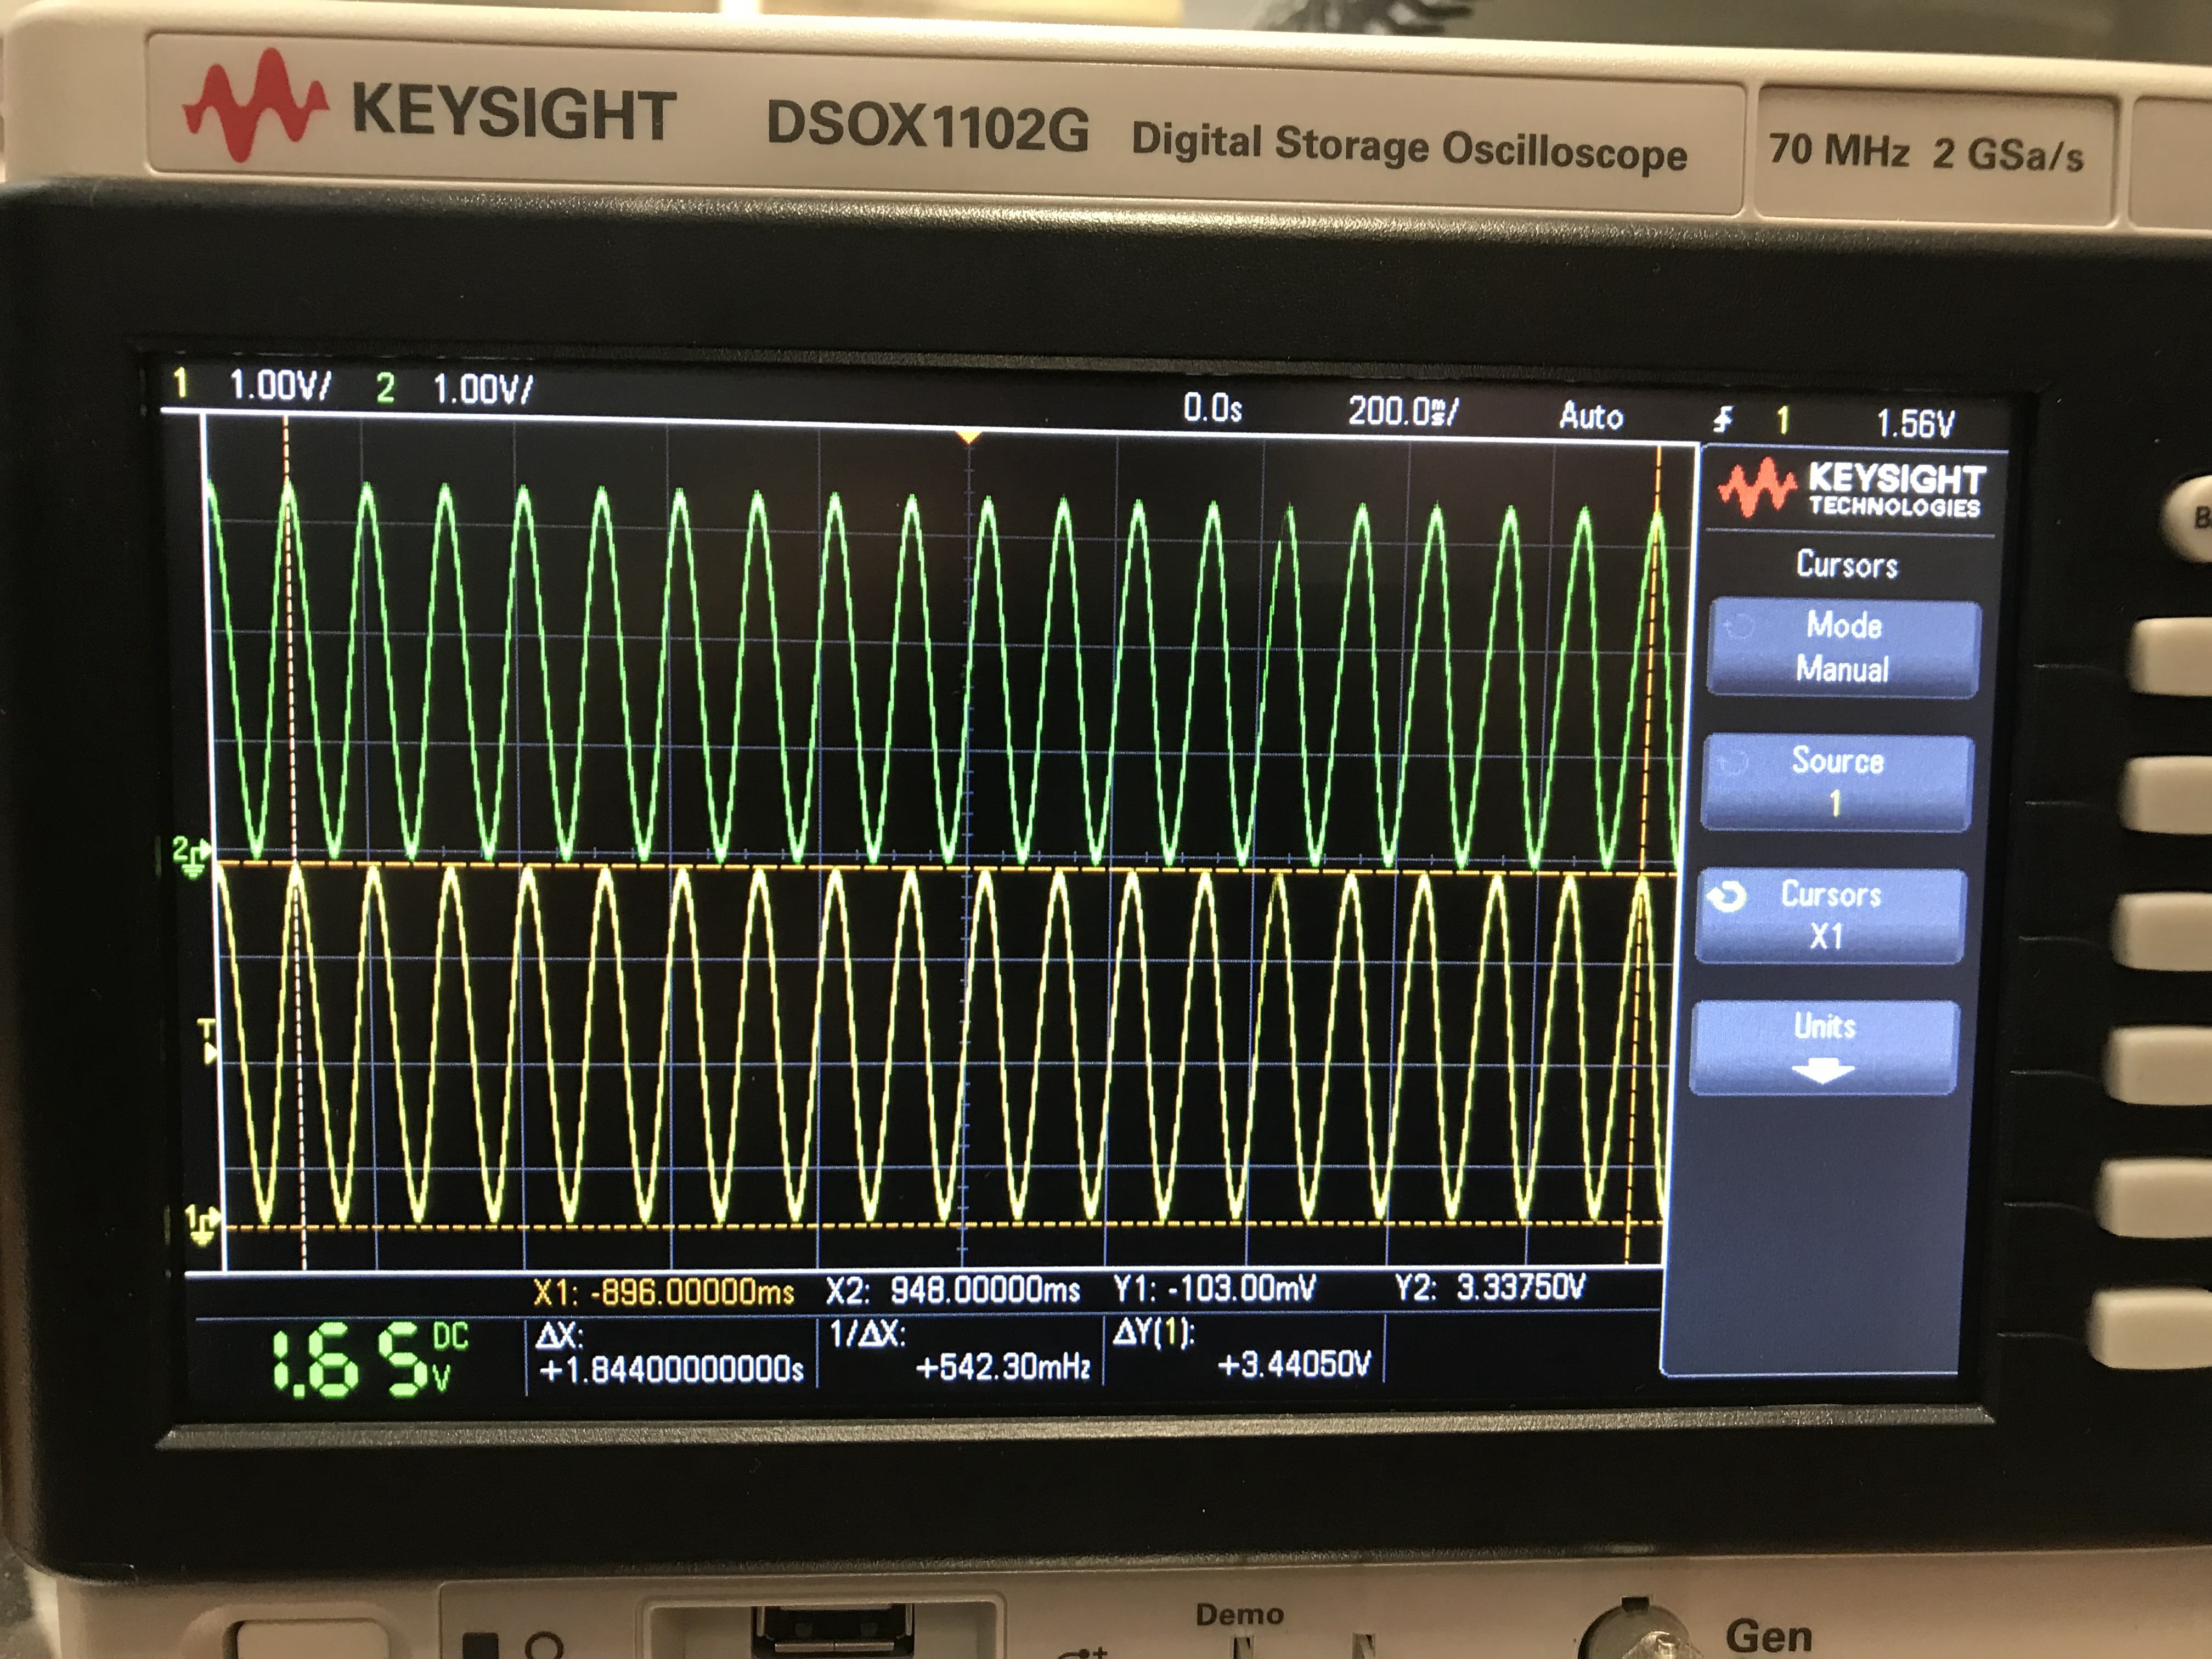 KEYSIGHT DSOX1102G Digital Storage Oscilloscope 70 MHz 2 GSa/s
1 1.00V/ 2 1.00V/ 0.0s 200.0ms/ Auto 1 1.56V
KEYSIGHT
TECHNOLOGIES
Cursors
Mode
Manual
Source
1
Cursors
X1
Units
2
T
1
X1: -896.00000ms X2: 948.00000ms Y1: -103.00mV Y2: 3.33750V
1.65 DC V
ΔX:
+1.84400000000s
1/ΔX:
+542.30mHz
ΔY(1):
+3.44050V
Demo
Gen